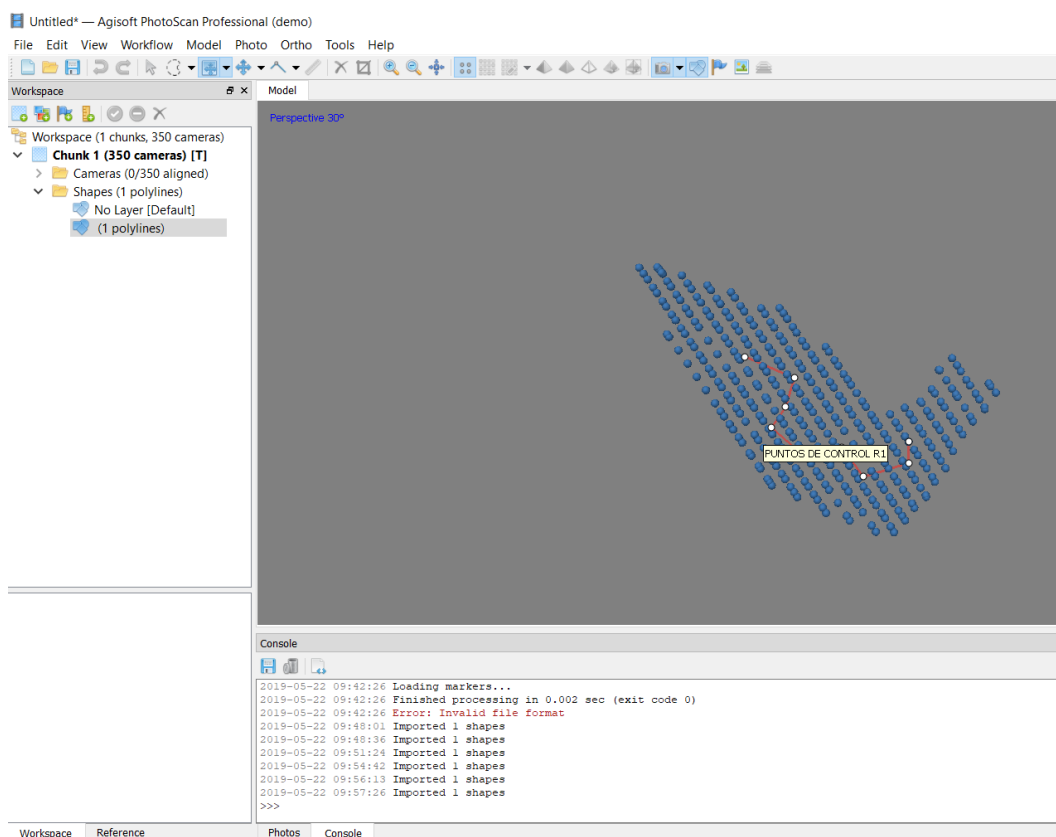 Untitled* — Agisoft PhotoScan Professional (demo)
File Edit View Workflow Model Photo Ortho Tools Help
Workspace
Model
Perspective 30°
Workspace (1 chunks, 350 cameras)
Chunk 1 (350 cameras) [T]
Cameras (0/350 aligned)
Shapes (1 polylines)
No Layer [Default]
(1 polylines)
PUNTOS DE CONTROL R1
Console
2019-05-22 09:42:26 Loading markers...
2019-05-22 09:42:26 Finished processing in 0.002 sec (exit code 0)
2019-05-22 09:42:26 Error: Invalid file format
2019-05-22 09:48:01 Imported 1 shapes
2019-05-22 09:48:36 Imported 1 shapes
2019-05-22 09:51:24 Imported 1 shapes
2019-05-22 09:54:42 Imported 1 shapes
2019-05-22 09:56:13 Imported 1 shapes
2019-05-22 09:57:26 Imported 1 shapes
>>>
Workspace Reference
Photos Console